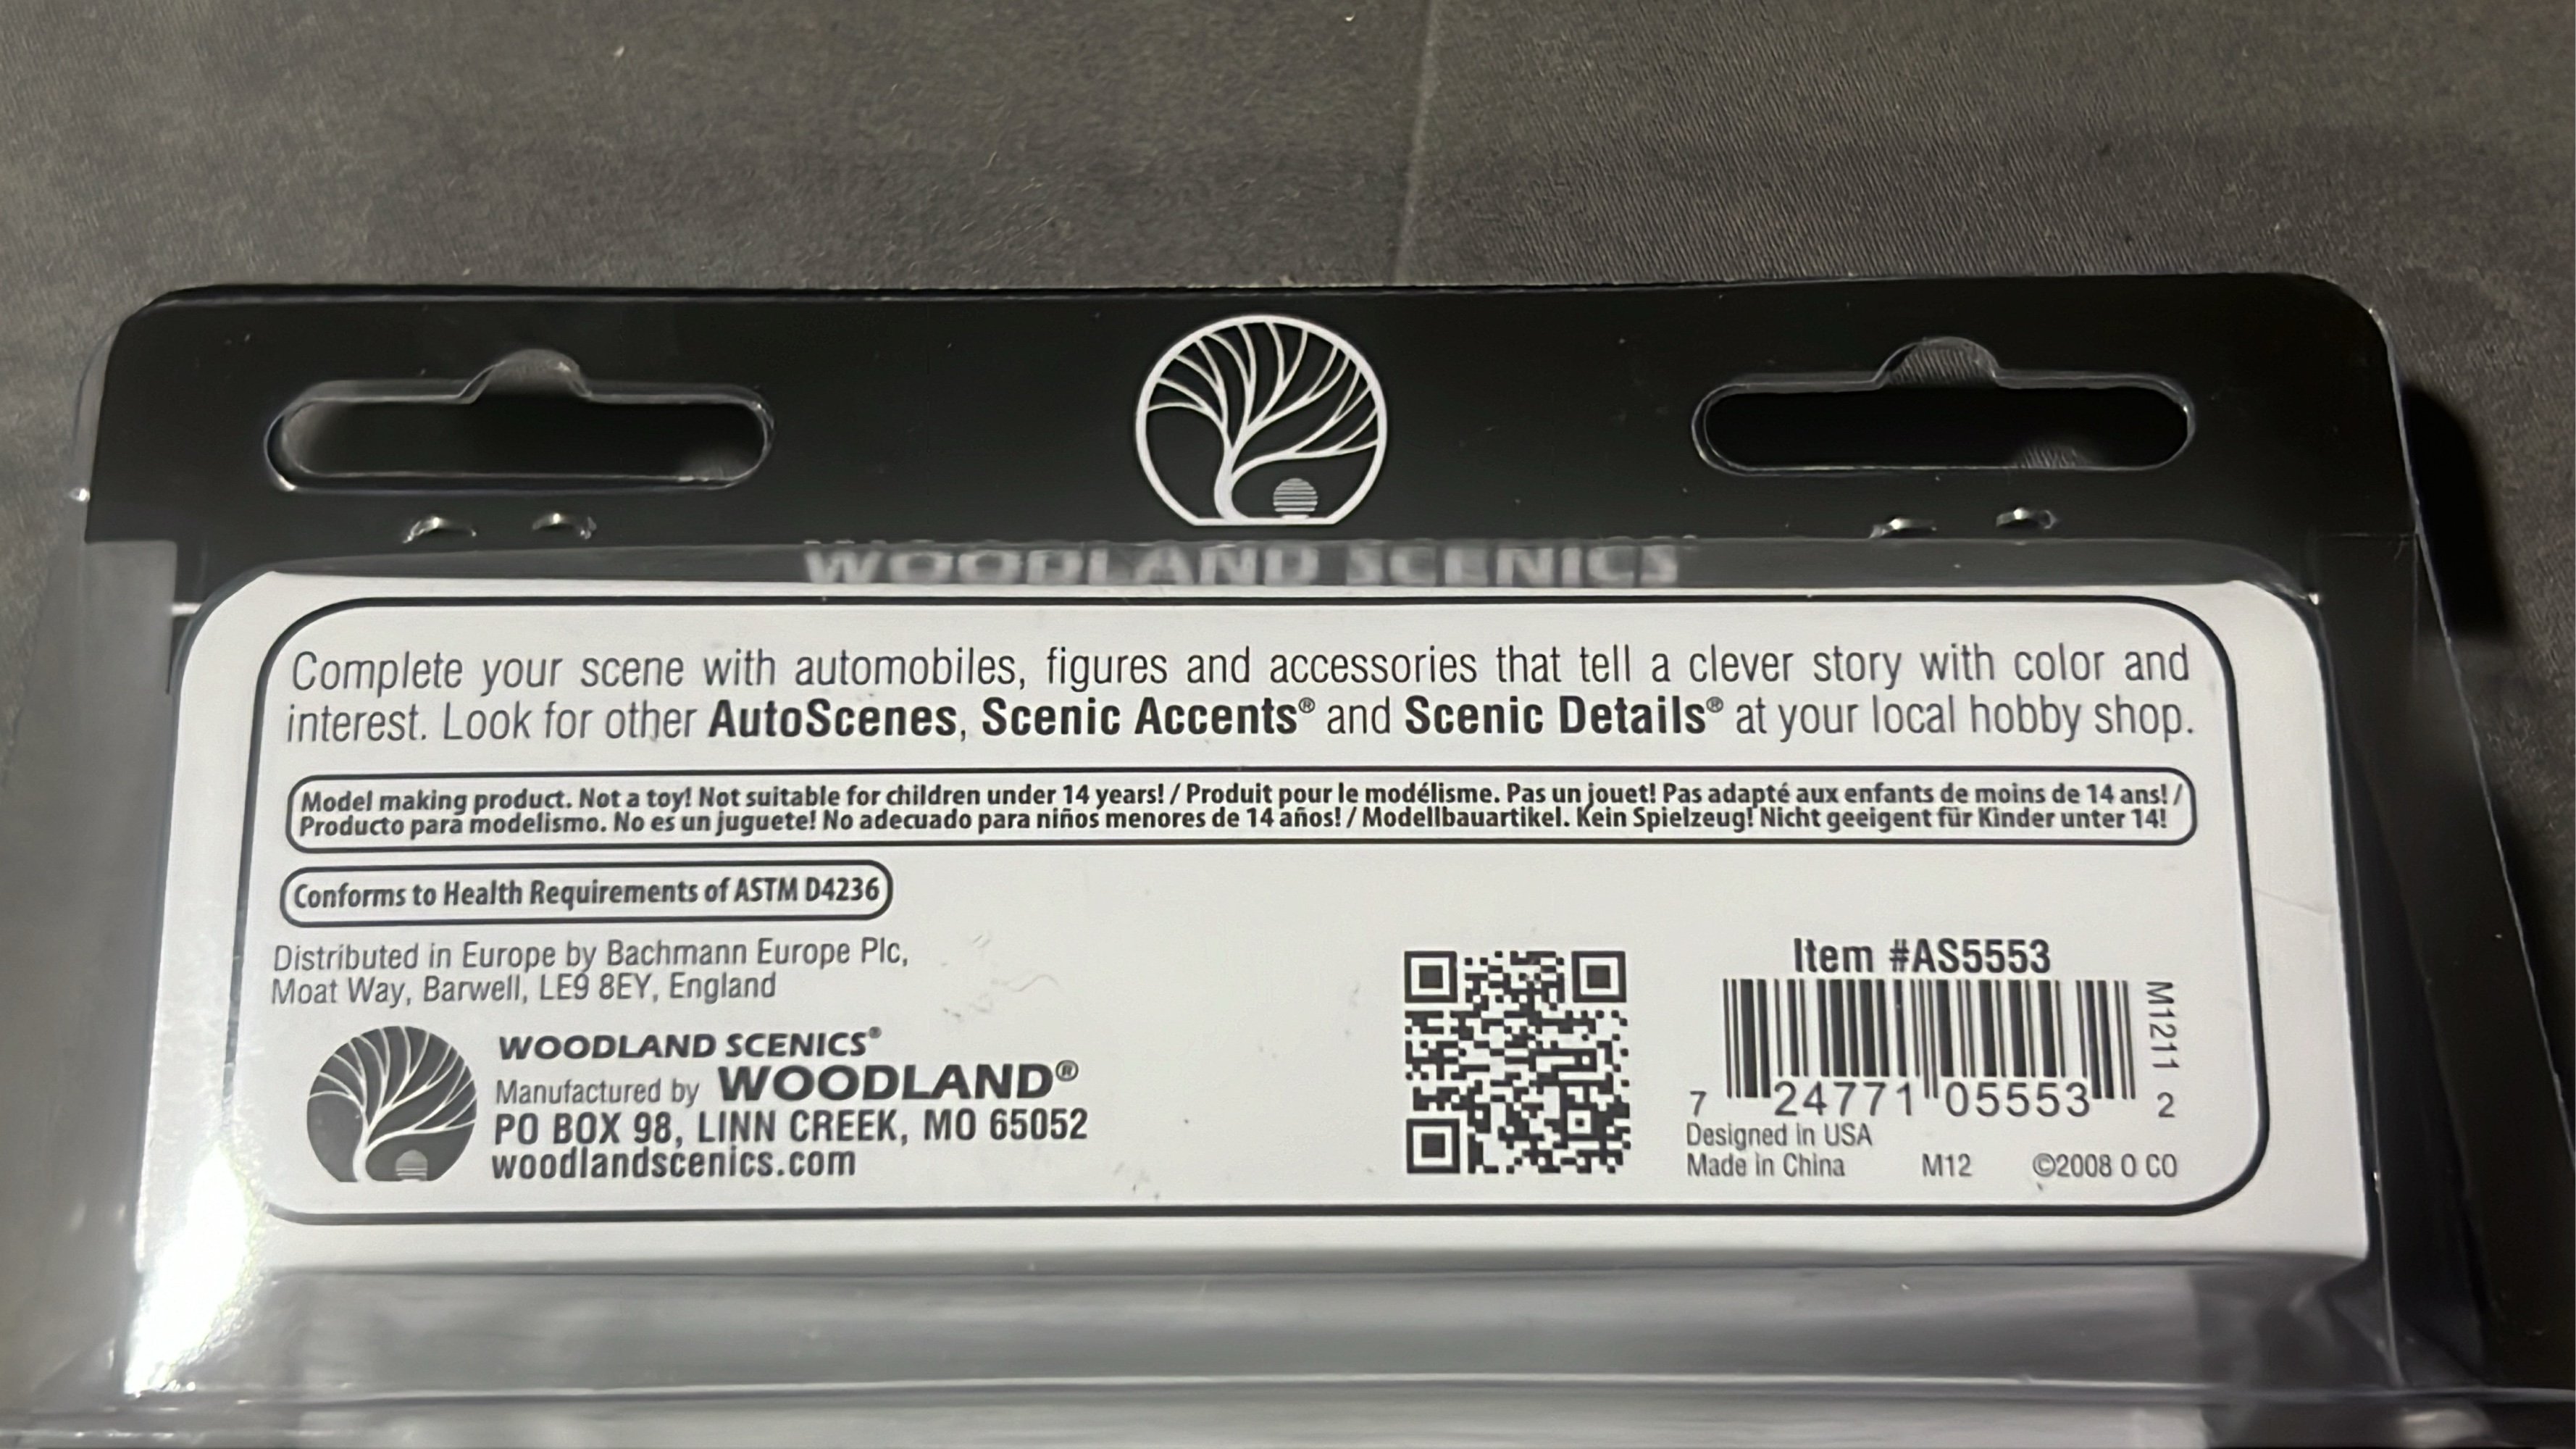 WOODLAND SCENICS
Complete your scene with automobiles, figures and accessories that tell a clever story with color and
interest. Look for other AutoScenes, Scenic Accents® and Scenic Details® at your local hobby shop.
Model making product. Not a toy! Not suitable for children under 14 years! / Produit pour le modélisme. Pas un jouet! Pas adapté aux enfants de moins de 14 ans! /
Producto para modelismo. No es un juguete! No adecuado para niños menores de 14 años! / Modellbauartikel. Kein Spielzeug! Nicht geeigent für Kinder unter 14!
Conforms to Health Requirements of ASTM D4236
Distributed in Europe by Bachmann Europe Plc,
Moat Way, Barwell, LE9 8EY, England
WOODLAND SCENICS®
Manufactured by WOODLAND®
PO BOX 98, LINN CREEK, MO 65052
woodlandscenics.com
Item #AS5553
M1211
7 24771 05553 2
Designed in USA
Made in China M12 ©2008 O CO